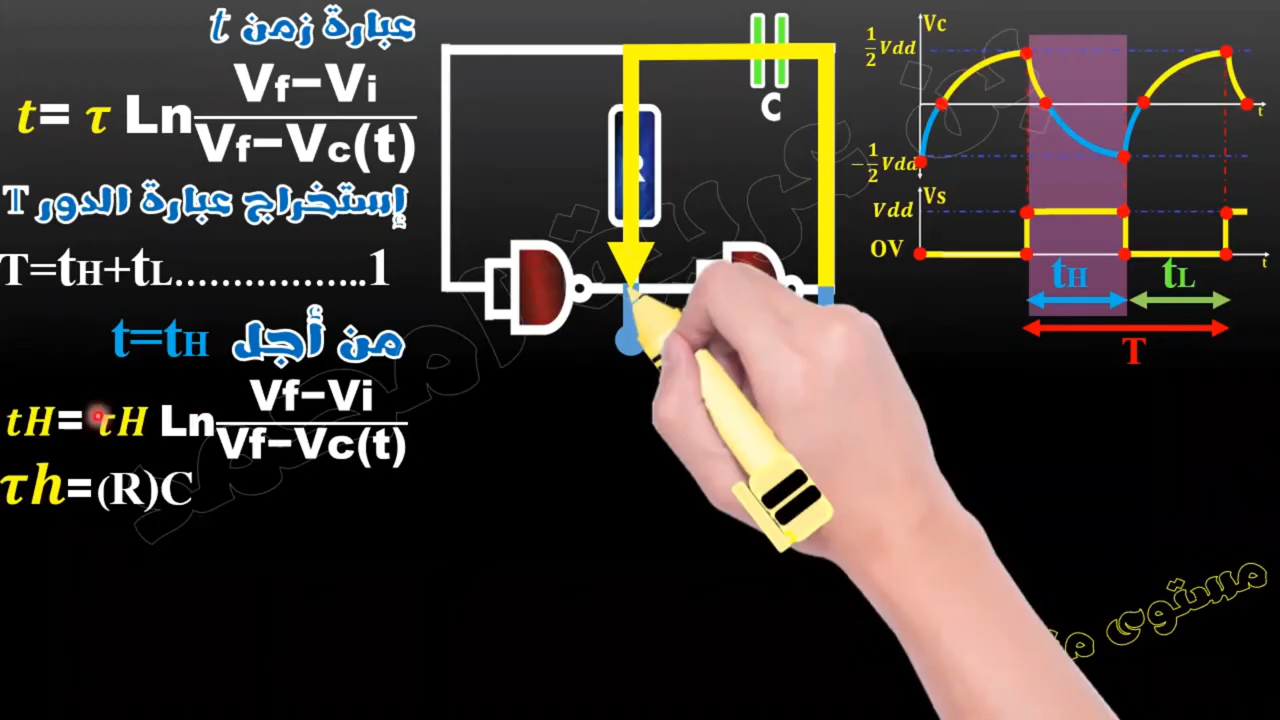 عبارة زمن t
t= τ Ln Vf−Vi / Vf−Vc(t)
إستخراج عبارة الدور T
T=tH+tL..................1
من أجل t=tH
tH= τH Ln Vf−Vi / Vf−Vc(t)
τh=(R)C
C
Vc
1/2 Vdd
t
−1/2 Vdd
Vs
Vdd
OV
t
tH tL
T
مستوى